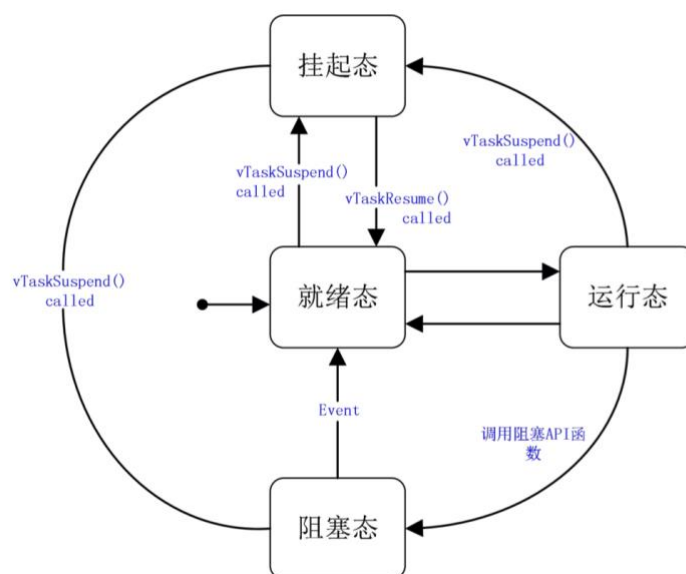 挂起态
vTaskSuspend()
called
vTaskSuspend()
called
vTaskResume()
called
vTaskSuspend()
called
就绪态
运行态
Event
调用阻塞API函
数
阻塞态